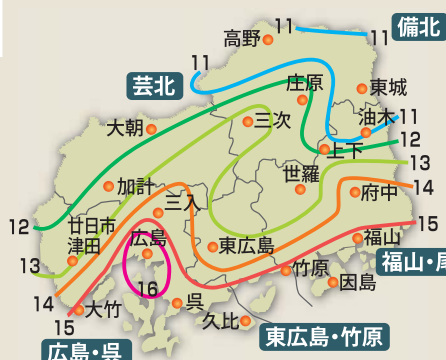 11
高野
11
備北
11
芸北
庄原
東城
大朝
三次
油木
11
上下
12
13
加計
世羅
府中
14
三入
12
廿日市
津田
広島
東広島
福山
15
13
福山・尾
16
竹原
因島
14
大竹
呉
15
久比
東広島・竹原
広島・呉